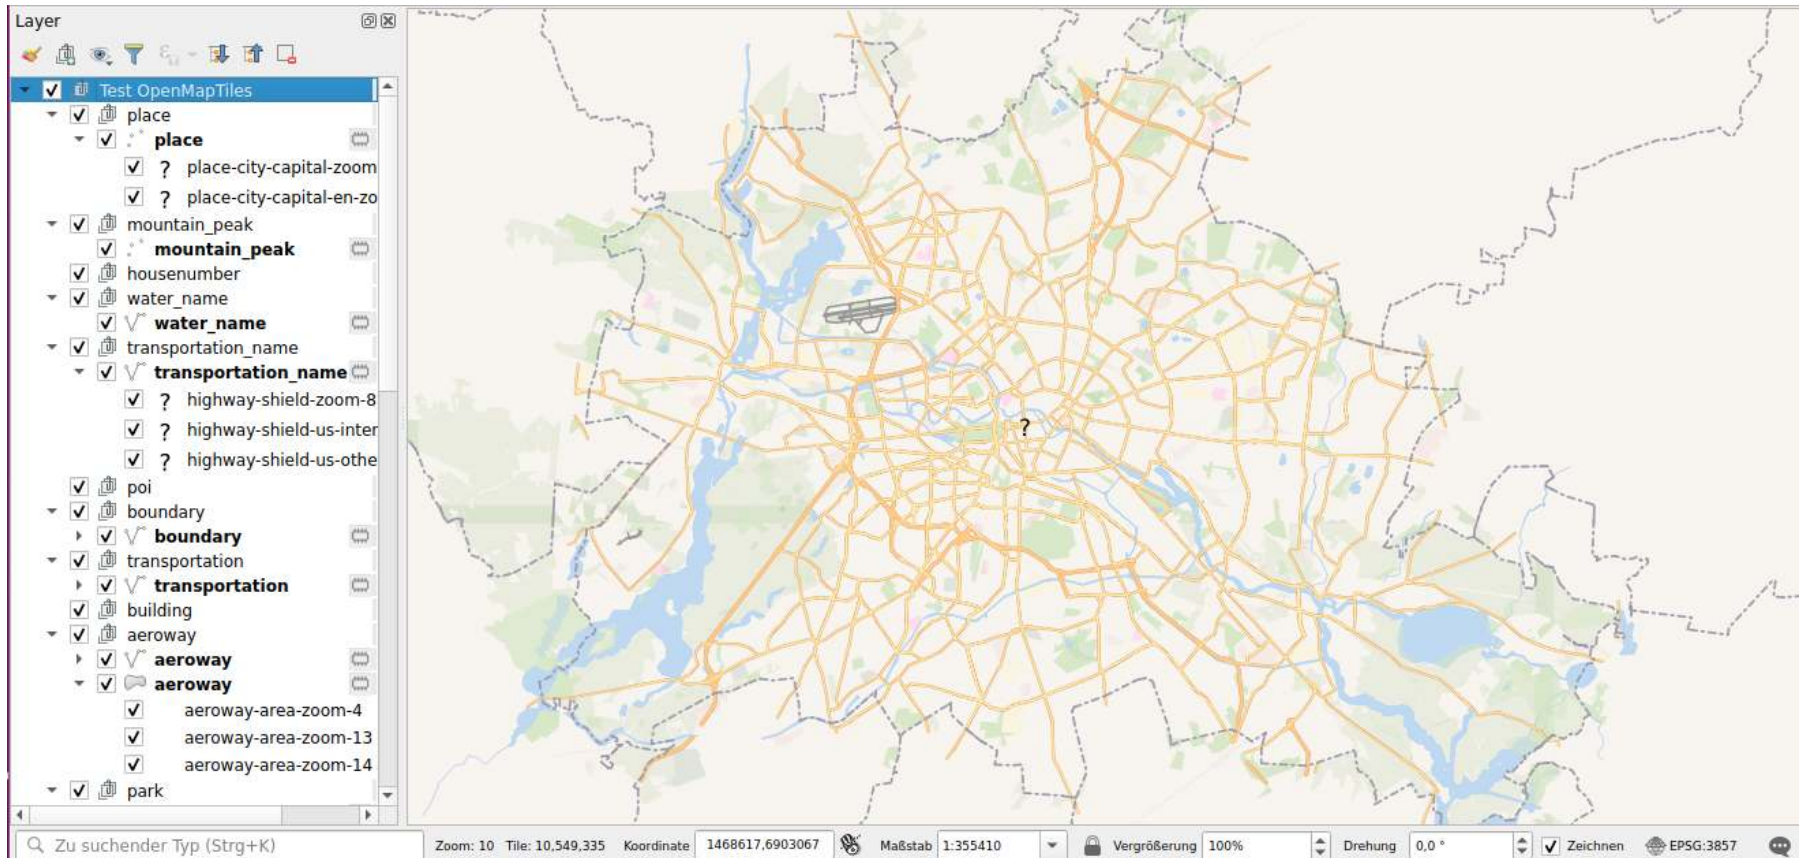 Layer
Test OpenMapTiles
place
place
? place-city-capital-zoom
? place-city-capital-en-zo
mountain_peak
mountain_peak
housenumber
water_name
water_name
transportation_name
transportation_name
? highway-shield-zoom-8
? highway-shield-us-inter
? highway-shield-us-othe
poi
boundary
boundary
transportation
transportation
building
aeroway
aeroway
aeroway
aeroway-area-zoom-4
aeroway-area-zoom-13
aeroway-area-zoom-14
park
?
Zu suchender Typ (Strg+K)
Zoom: 10 Tile: 10,549,335 Koordinate 1468617,6903067 Maßstab 1:355410 Vergrößerung 100% Drehung 0,0 ° Zeichnen EPSG:3857